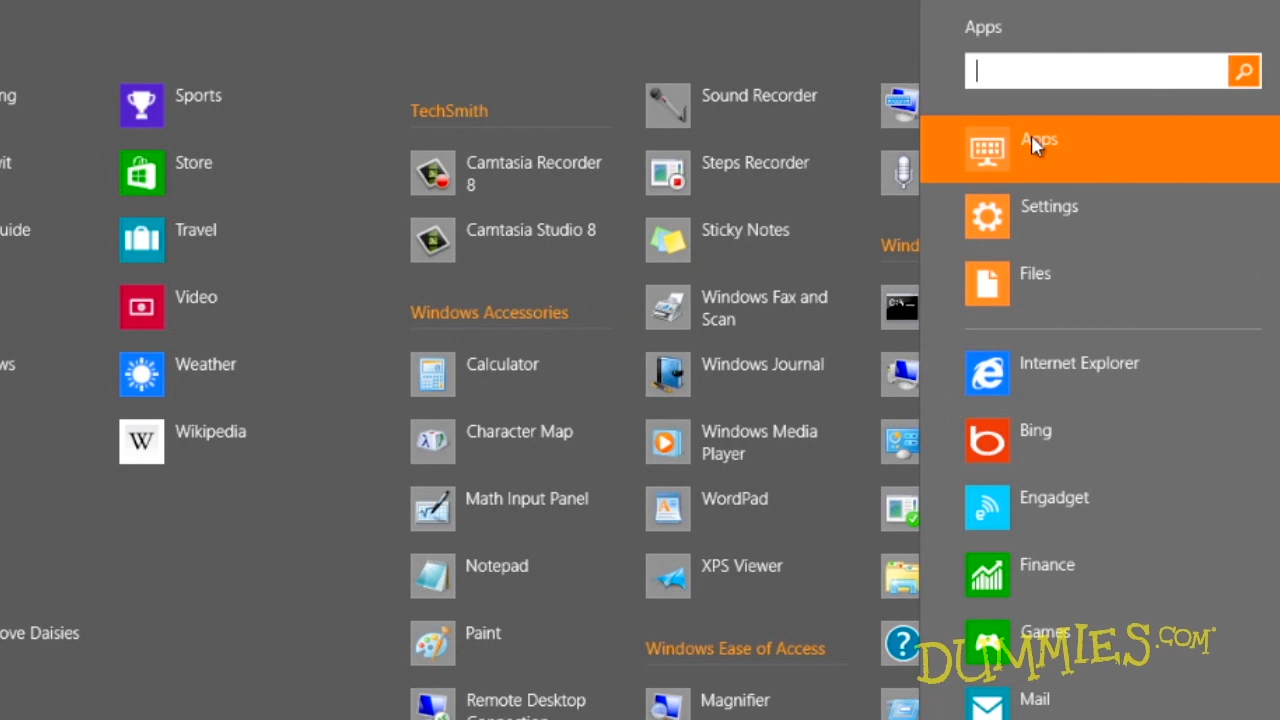 ng
it
uide
ws
ove Daisies
Sports
Store
Travel
Video
Weather
W
Wikipedia
TechSmith
Camtasia Recorder
8
Camtasia Studio 8
Windows Accessories
Calculator
Character Map
Math Input Panel
Notepad
Paint
Remote Desktop
Connection
Sound Recorder
Steps Recorder
Sticky Notes
Windows Fax and
Scan
Windows Journal
Windows Media
Player
WordPad
XPS Viewer
Windows Ease of Access
Magnifier
Wind
C:\_
Apps
Apps
Settings
Files
Internet Explorer
Bing
Engadget
Finance
Games
Mail
DUMMIES.COM